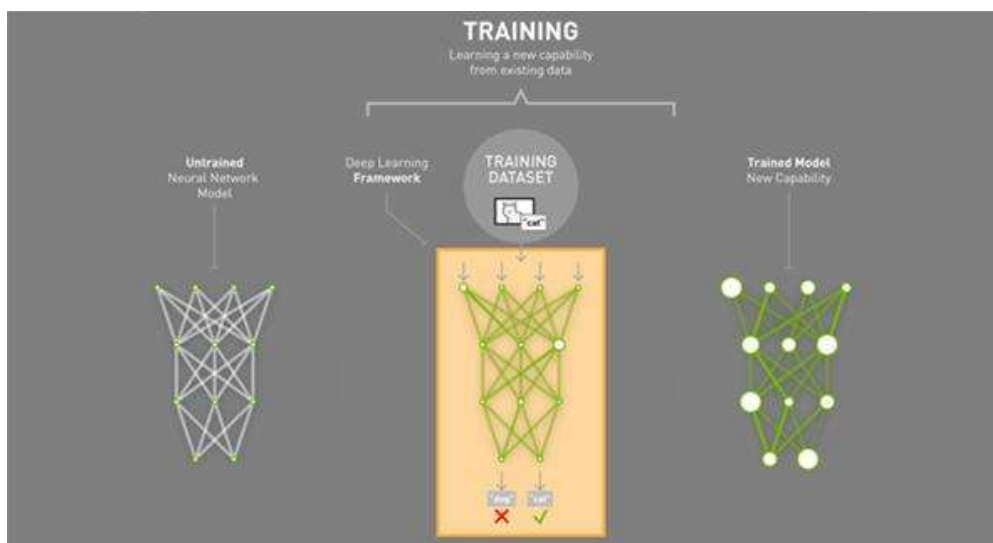 TRAINING
Learning a new capability
from existing data
Untrained
Neural Network
Model
Deep Learning
Framework
TRAINING
DATASET
"cat"
Trained Model
New Capability
"dog" "cat"